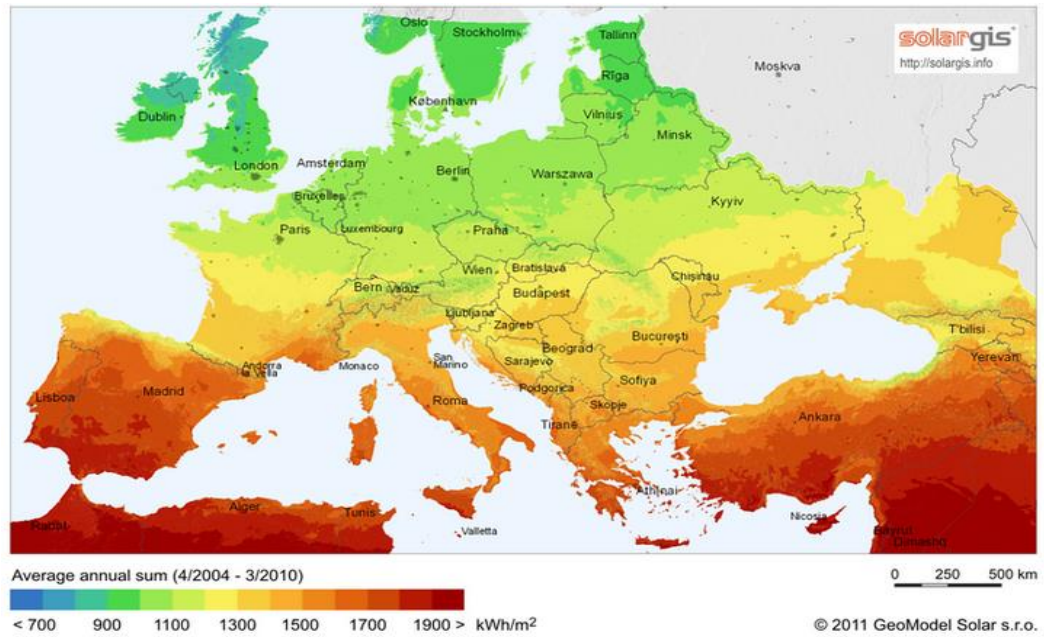 Oslo
Stockholm
Tallinn
solargis
http://solargis.info
Moskva
Rīga
København
Dublin
Vilnius
Minsk
London
Amsterdam
Berlin
Warszawa
Bruxelles
Kyyiv
Paris
Luxembourg
Praha
Wien
Bratislava
Chişinău
Bern
Vaduz
Budapest
Ljubljana
Zagreb
Bucureşti
T'bilisi
Beograd
Yerevan
Andorra
la Vella
Monaco
San
Marino
Sarajevo
Sofiya
Podgorica
Madrid
Lisboa
Roma
Skopje
Tiranë
Ankara
Athínai
Alger
Tunis
Nicosia
Rabat
Valletta
Bayrut
Dimashq
Average annual sum (4/2004 - 3/2010)
0 250 500 km
< 700 900 1100 1300 1500 1700 1900 > kWh/m2
© 2011 GeoModel Solar s.r.o.